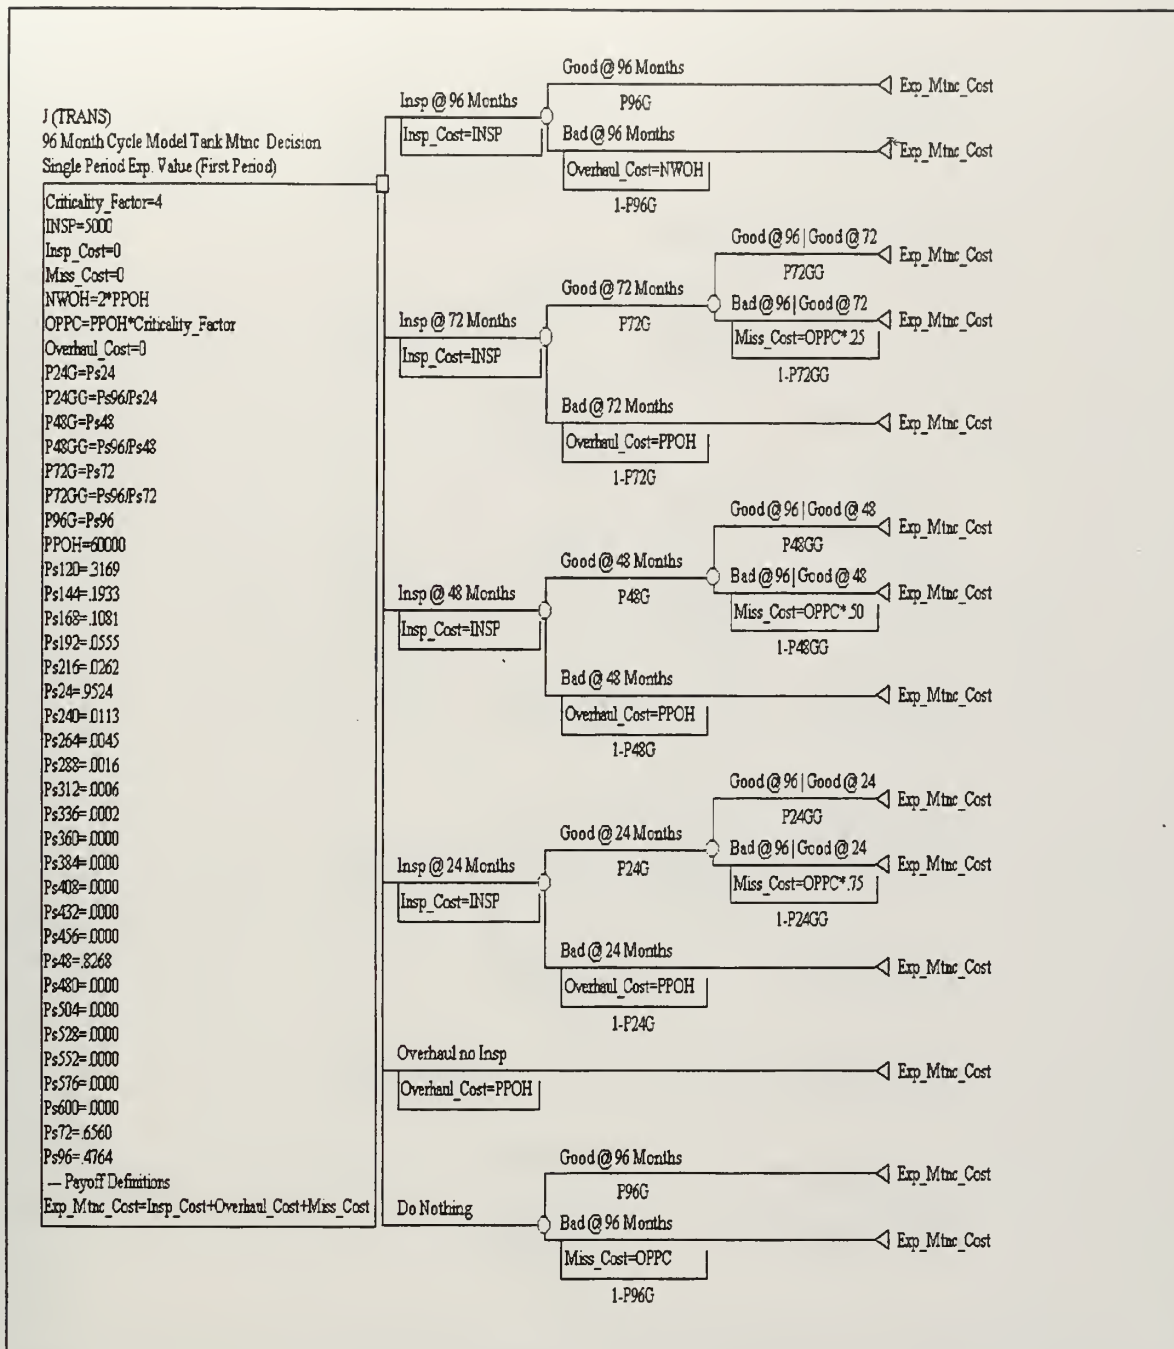 J (TRANS)
96 Month Cycle Model Tank Mtnc Decision
Single Period Exp. Value (First Period)
Criticality_Factor=4
INSP=5000
Insp_Cost=0
Miss_Cost=0
NWOH=2*PPOH
OPPC=PPOH*Criticality_Factor
Overhaul_Cost=0
P24G=Ps24
P24GG=Ps96/Ps24
P48G=Ps48
P48GG=Ps96/Ps48
P72G=Ps72
P72GG=Ps96/Ps72
P96G=Ps96
PPOH=60000
Ps120=.3169
Ps144=.1933
Ps168=.1081
Ps192=.0555
Ps216=.0262
Ps24=.9524
Ps240=.0113
Ps264=.0045
Ps288=.0016
Ps312=.0006
Ps336=.0002
Ps360=.0000
Ps384=.0000
Ps408=.0000
Ps432=.0000
Ps456=.0000
Ps48=.8268
Ps480=.0000
Ps504=.0000
Ps528=.0000
Ps552=.0000
Ps576=.0000
Ps600=.0000
Ps72=.6560
Ps96=.4764
--- Payoff Definitions
Exp_Mtnc_Cost=Insp_Cost+Overhaul_Cost+Miss_Cost
Insp @ 96 Months
Insp_Cost=INSP
Good @ 96 Months
P96G
Exp_Mtnc_Cost
Bad @ 96 Months
Overhaul_Cost=NWOH
1-P96G
Exp_Mtnc_Cost
Insp @ 72 Months
Insp_Cost=INSP
Good @ 72 Months
P72G
Good @ 96 | Good @ 72
P72GG
Exp_Mtnc_Cost
Bad @ 96 | Good @ 72
Miss_Cost=OPPC*.25
1-P72GG
Exp_Mtnc_Cost
Bad @ 72 Months
Overhaul_Cost=PPOH
1-P72G
Exp_Mtnc_Cost
Insp @ 48 Months
Insp_Cost=INSP
Good @ 48 Months
P48G
Good @ 96 | Good @ 48
P48GG
Exp_Mtnc_Cost
Bad @ 96 | Good @ 48
Miss_Cost=OPPC*.50
1-P48GG
Exp_Mtnc_Cost
Bad @ 48 Months
Overhaul_Cost=PPOH
1-P48G
Exp_Mtnc_Cost
Insp @ 24 Months
Insp_Cost=INSP
Good @ 24 Months
P24G
Good @ 96 | Good @ 24
P24GG
Exp_Mtnc_Cost
Bad @ 96 | Good @ 24
Miss_Cost=OPPC*.75
1-P24GG
Exp_Mtnc_Cost
Bad @ 24 Months
Overhaul_Cost=PPOH
1-P24G
Exp_Mtnc_Cost
Overhaul no Insp
Overhaul_Cost=PPOH
Exp_Mtnc_Cost
Do Nothing
Good @ 96 Months
P96G
Exp_Mtnc_Cost
Bad @ 96 Months
Miss_Cost=OPPC
1-P96G
Exp_Mtnc_Cost